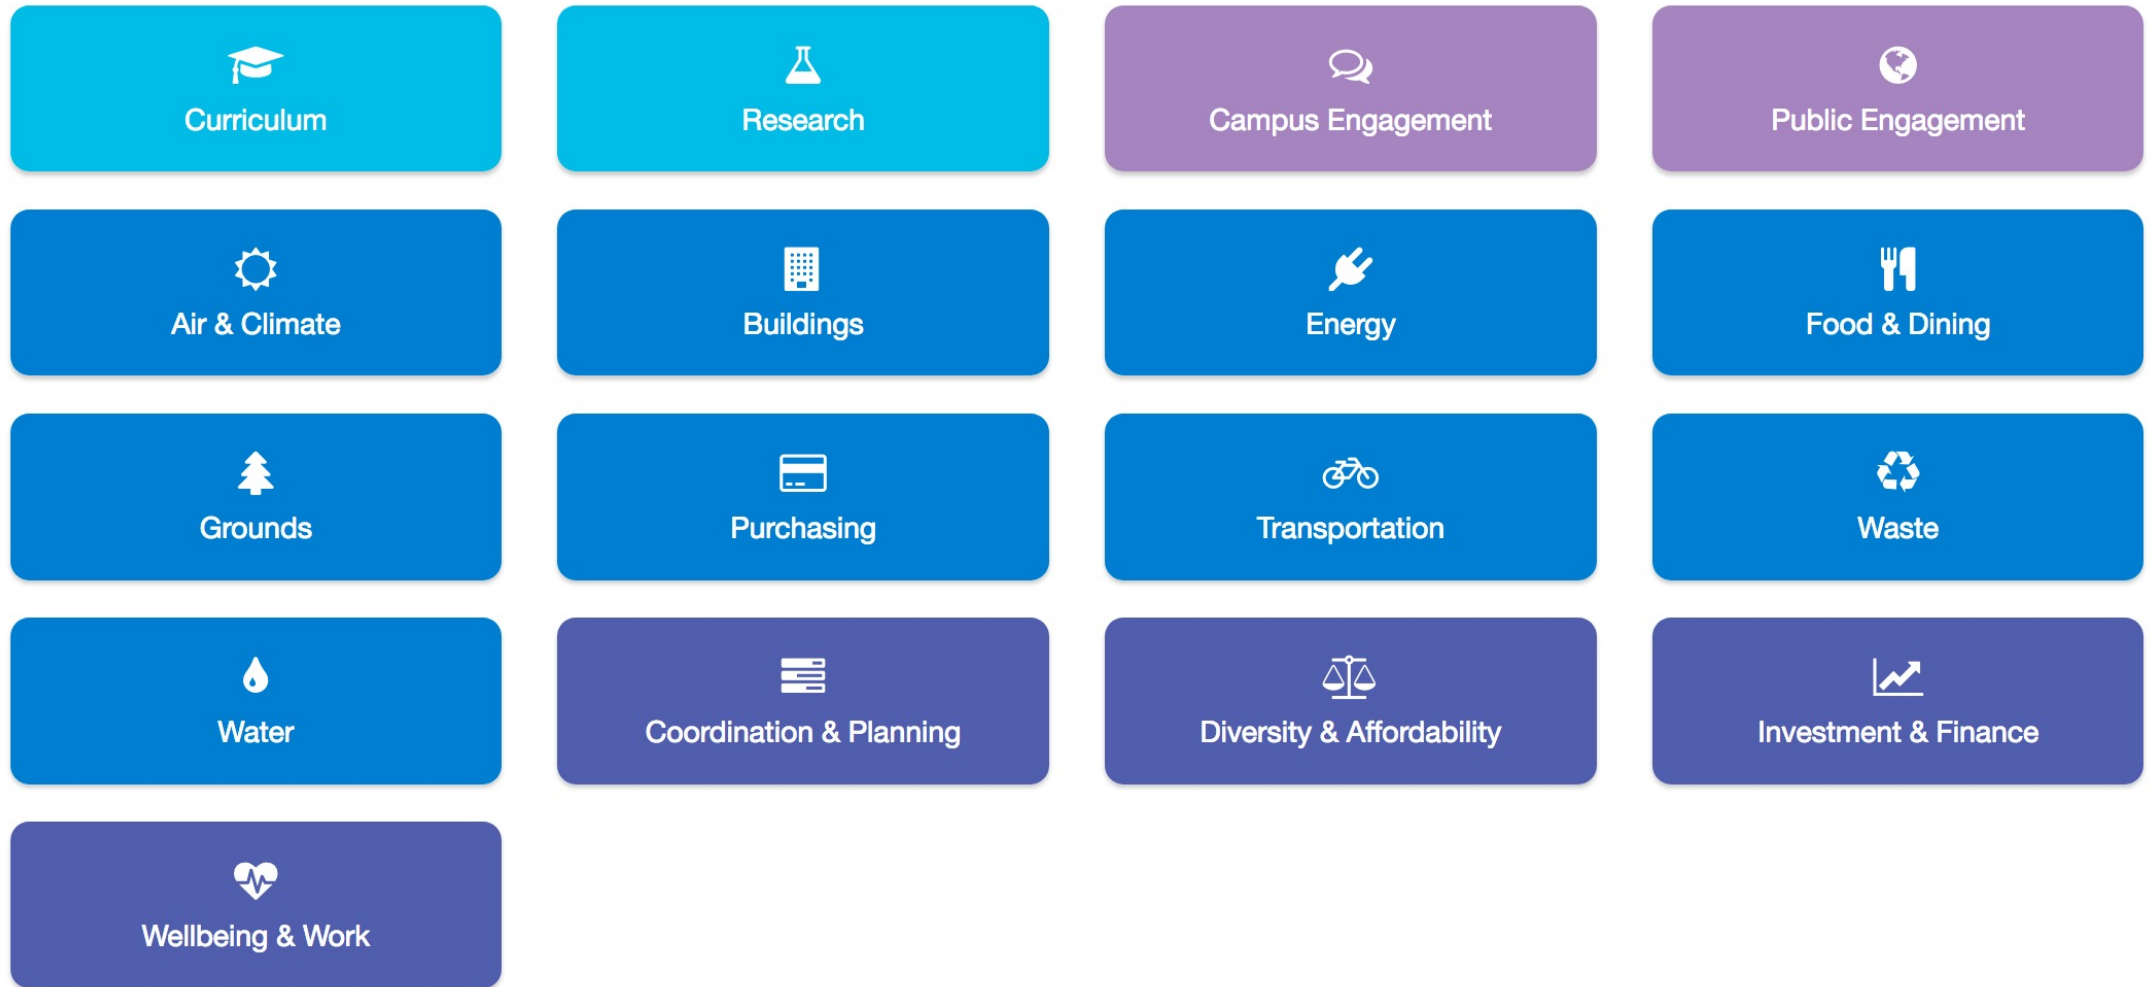 Curriculum
Research
Campus Engagement
Public Engagement
Air & Climate
Buildings
Energy
Food & Dining
Grounds
Purchasing
Transportation
Waste
Water
Coordination & Planning
Diversity & Affordability
Investment & Finance
Wellbeing & Work